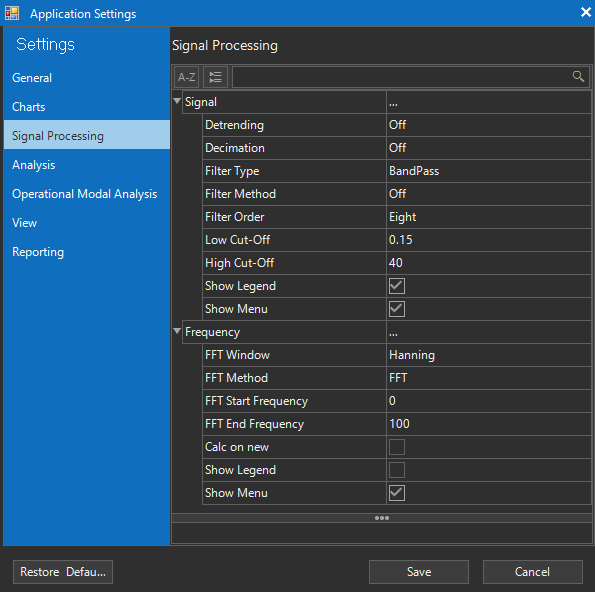 Application Settings
Settings
General
Charts
Signal Processing
Analysis
Operational Modal Analysis
View
Reporting
Signal Processing
A-Z
Signal ...
Detrending Off
Decimation Off
Filter Type BandPass
Filter Method Off
Filter Order Eight
Low Cut-Off 0.15
High Cut-Off 40
Show Legend
Show Menu
Frequency ...
FFT Window Hanning
FFT Method FFT
FFT Start Frequency 0
FFT End Frequency 100
Calc on new
Show Legend
Show Menu
Restore Defau...
Save
Cancel